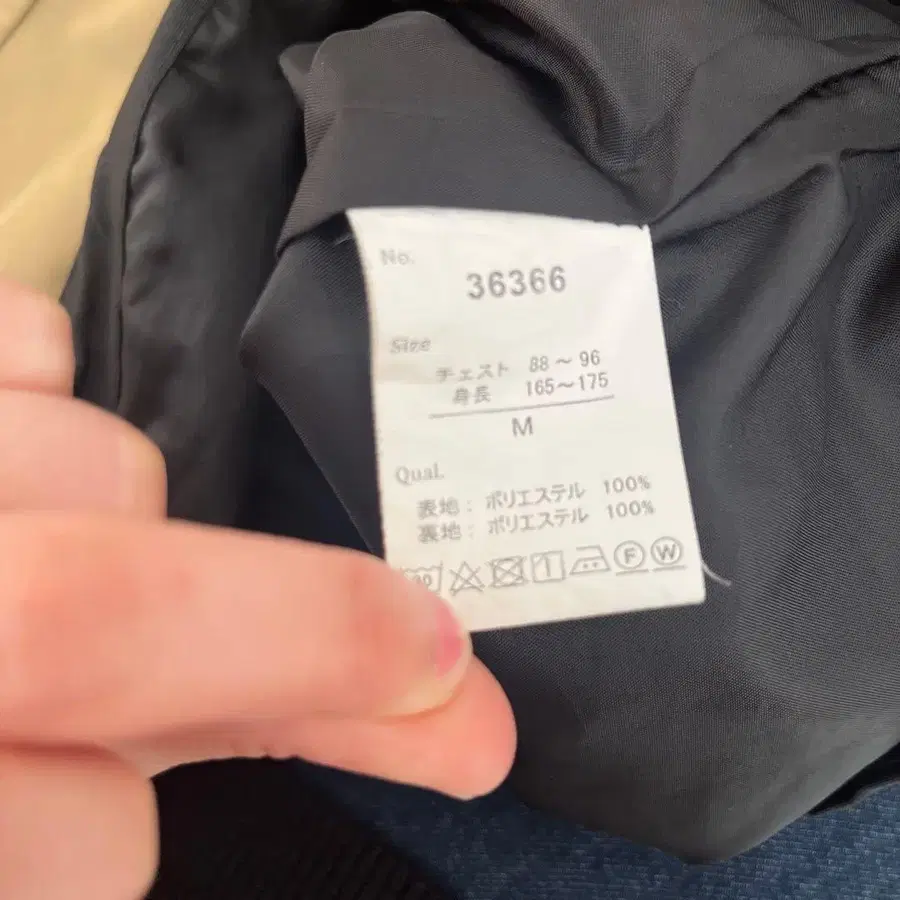 No.
36366
Size
チェスト 88～96
身長 165～175
M
Qual.
表地: ポリエステル 100%
裏地: ポリエステル 100%
F W